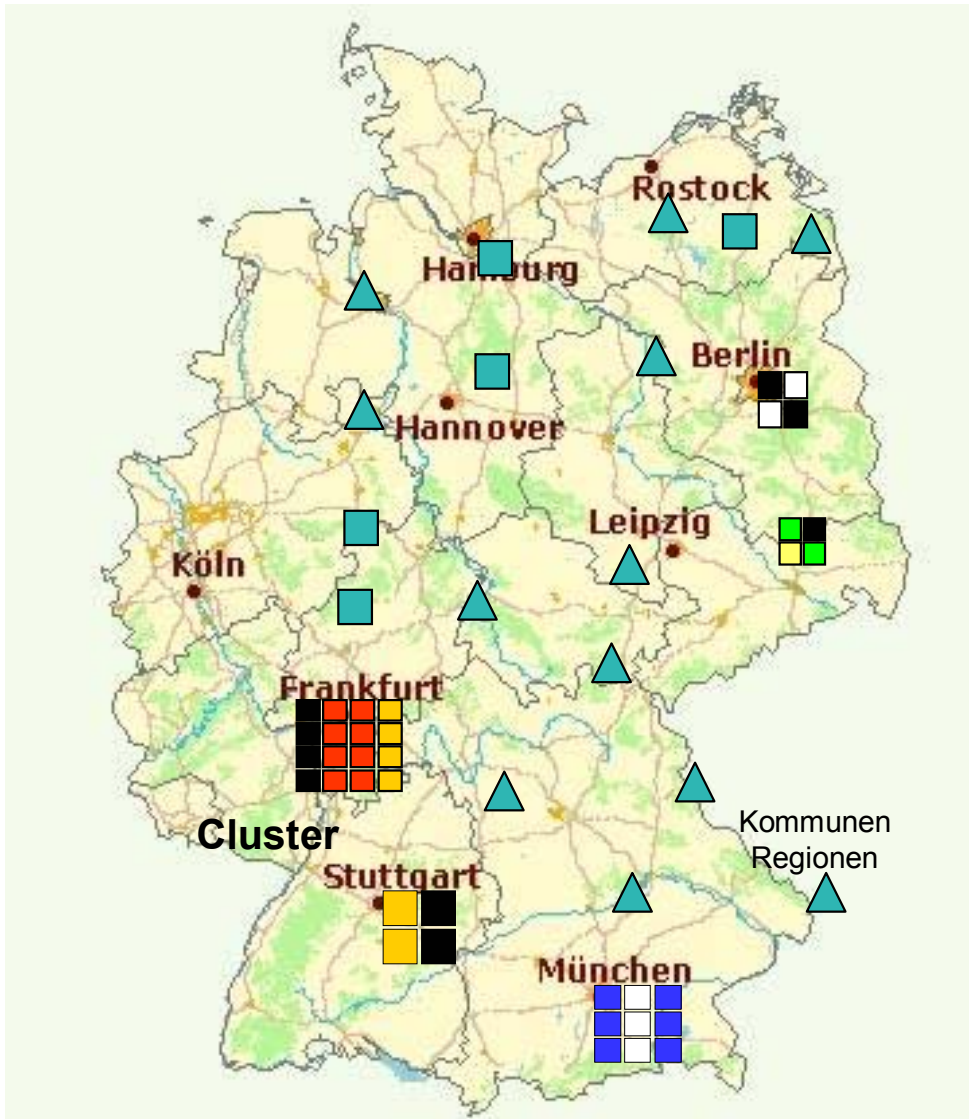 Rostock
Hamburg
Berlin
Hannover
Leipzig
Köln
Frankfurt
Cluster
Kommunen
Regionen
Stuttgart
München